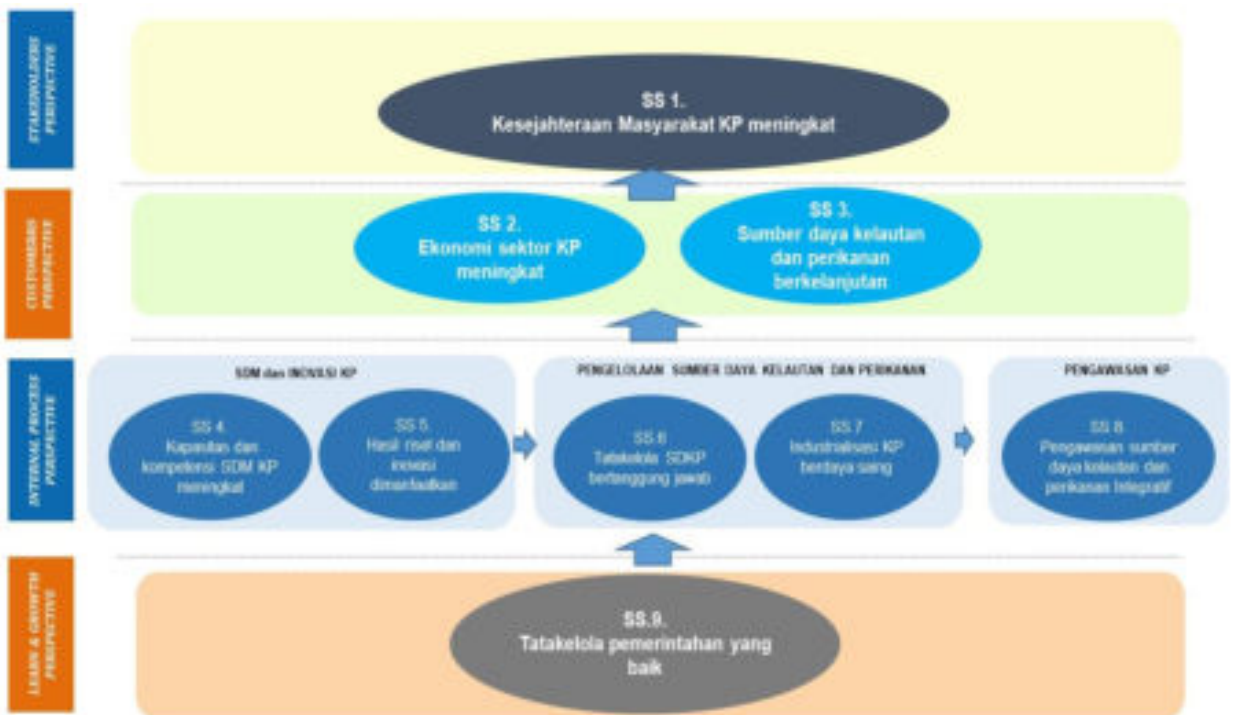 STAKEHOLDERS
PERSPECTIVE
SS 1.
Kesejahteraan Masyarakat KP meningkat
CUSTOMERS
PERSPECTIVE
SS 2.
Ekonomi sektor KP
meningkat
SS 3.
Sumber daya kelautan
dan perikanan
berkelanjutan
INTERNAL PROCESS
PERSPECTIVE
SDM dan INOVASI KP
SS 4.
Kapasitas dan
kompetensi SDM KP
meningkat
SS 5.
Hasil riset dan
inovasi
dimanfaatkan
PENGELOLAAN SUMBER DAYA KELAUTAN DAN PERIKANAN
SS.6
Tatakelola SDKP
bertanggung jawab
SS.7
Industrialisasi KP
berdaya saing
PENGAWASAN KP
SS 8.
Pengawasan sumber
daya kelautan dan
perikanan Integratif
LEARN & GROWTH
PERSPECTIVE
SS.9.
Tatakelola pemerintahan yang
baik